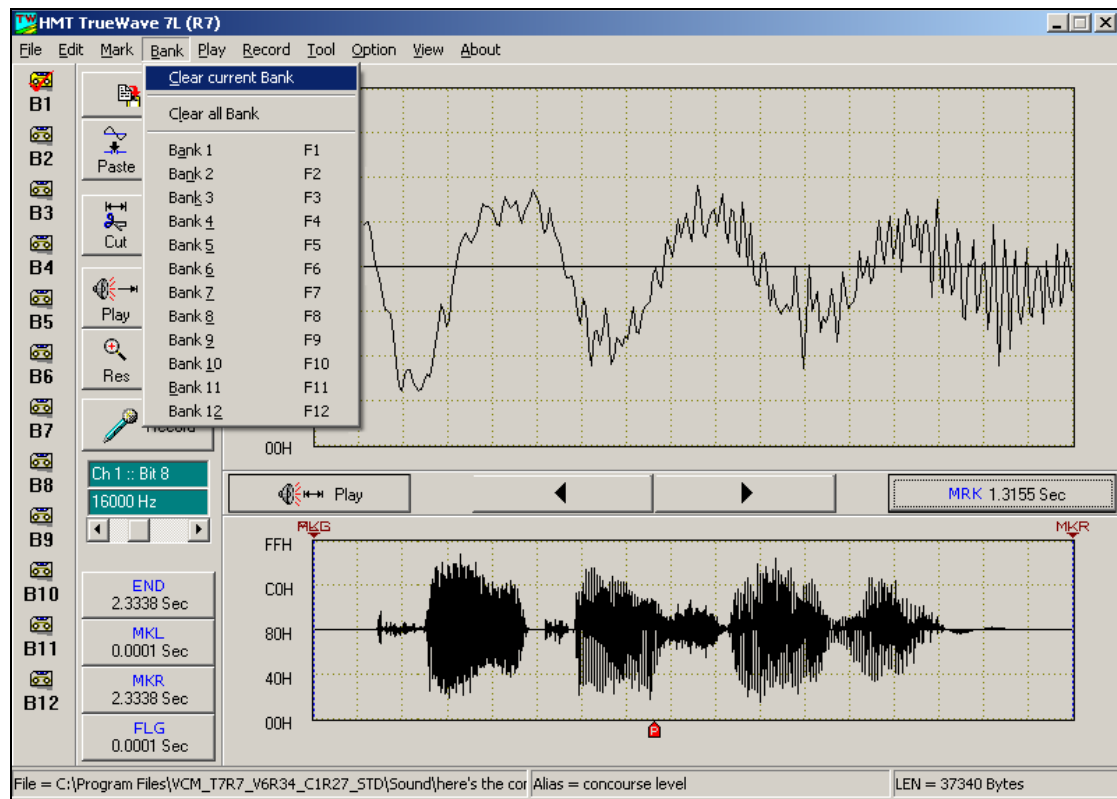 HMT TrueWave 7L (R7)
File Edit Mark Bank Play Record Tool Option View About
B1
B2
B3
B4
B5
B6
B7
B8
B9
B10
B11
B12
Paste
Cut
Play
Res
Record
Clear current Bank
Clear all Bank
Bank 1 F1
Bank 2 F2
Bank 3 F3
Bank 4 F4
Bank 5 F5
Bank 6 F6
Bank 7 F7
Bank 8 F8
Bank 9 F9
Bank 10 F10
Bank 11 F11
Bank 12 F12
00H
Ch 1 :: Bit 8
16000 Hz
Play
MRK 1.3155 Sec
END
2.3338 Sec
MKL
0.0001 Sec
MKR
2.3338 Sec
FLG
0.0001 Sec
MKR
FFH
C0H
80H
40H
00H
P
File = C:\Program Files\VCM_T7R7_V6R34_C1R27_STD\Sound\here's the cor
Alias = concourse level
LEN = 37340 Bytes